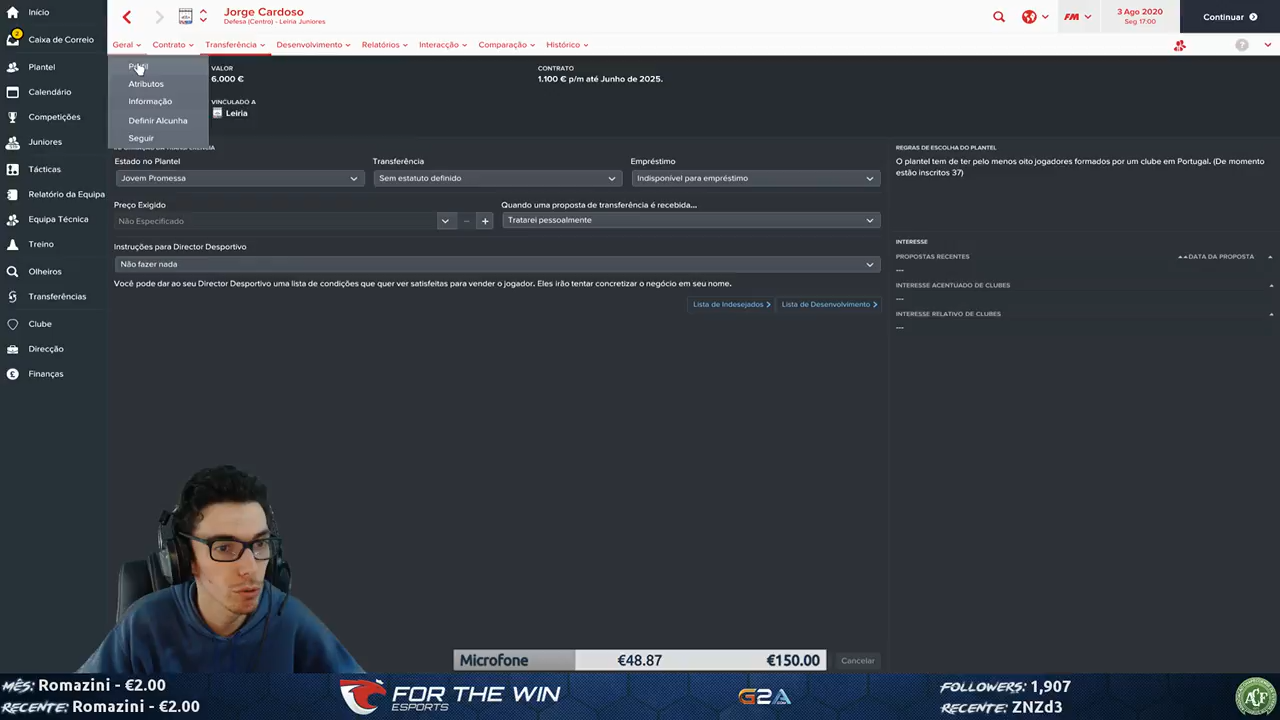 Início
Jorge Cardoso
Defesa (Centro) - Leiria Juniores
FM
3 Ago 2020
Seg 17:00
Continuar
2
Caixa de Correio
Geral
Contrato
Transferência
Desenvolvimento
Relatórios
Interacção
Comparação
Histórico
Plantel
Calendário
Competições
Juniores
Tácticas
Relatório da Equipa
Equipa Técnica
Treino
Olheiros
Transferências
Clube
Direcção
Finanças
Atributos
Informação
Definir Alcunha
Seguir
VALOR
6.000 €
CONTRATO
1.100 € p/m até Junho de 2025.
VINCULADO A
Leiria
Estado no Plantel
Transferência
Empréstimo
Jovem Promessa
Sem estatuto definido
Indisponível para empréstimo
Preço Exigido
Quando uma proposta de transferência é recebida...
Não Especificado
Tratarei pessoalmente
Instruções para Director Desportivo
Não fazer nada
Você pode dar ao seu Director Desportivo uma lista de condições que quer ver satisfeitas para vender o jogador. Eles irão tentar concretizar o negócio em seu nome.
Lista de Indesejados
Lista de Desenvolvimento
REGRAS DE ESCOLHA DO PLANTEL
O plantel tem de ter pelo menos oito jogadores formados por um clube em Portugal. (De momento
estão inscritos 37)
INTERESSE
PROPOSTAS RECENTES
DATA DA PROPOSTA
---
INTERESSE ACENTUADO DE CLUBES
---
INTERESSE RELATIVO DE CLUBES
---
Microfone
€48.87
€150.00
Cancelar
MÊS: Romazini - €2.00
RECENTE: Romazini - €2.00
FOR THE WIN
ESPORTS
G2A
.COM
FOLLOWERS: 1,907
RECENTE: ZNZd3
ACF